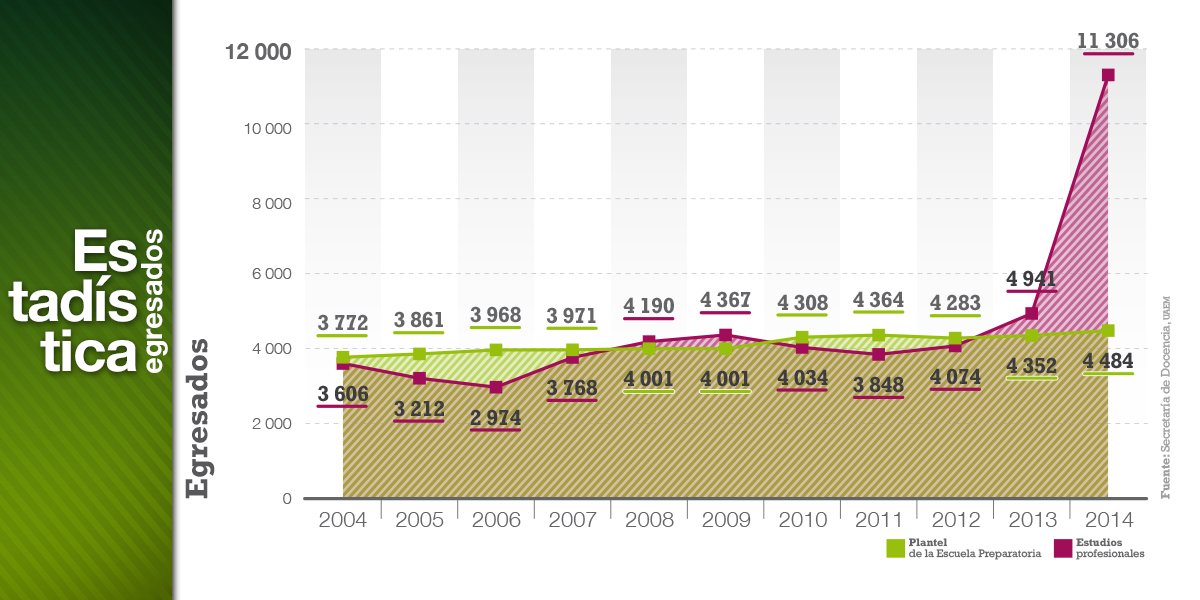 Es
tadís
tica
egresados
Egresados
12 000
10 000
8 000
6 000
4 000
2 000
0
3 772
3 861
3 968
3 971
4 190
4 367
4 308
4 364
4 283
4 941
11 306
3 606
3 212
2 974
3 768
4 001
4 001
4 034
3 848
4 074
4 352
4 484
2004 2005 2006 2007 2008 2009 2010 2011 2012 2013 2014
Plantel
de la Escuela Preparatoria
Estudios
profesionales
Fuente: Secretaría de Docencia, UAEM